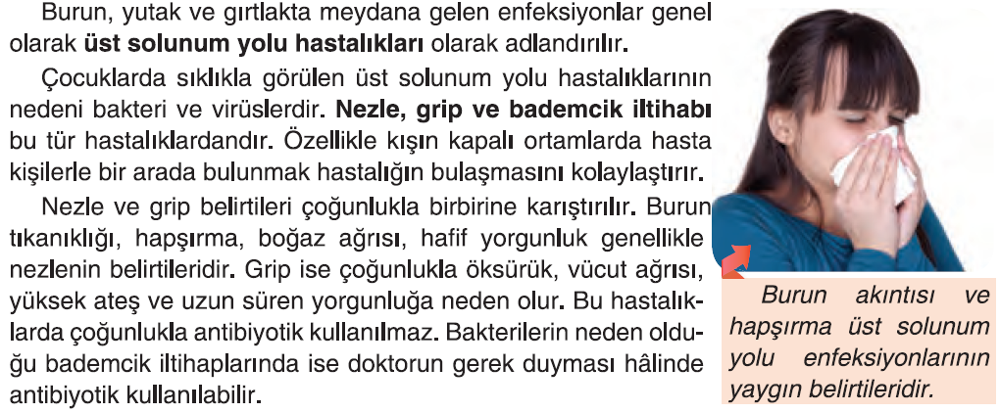 Burun, yutak ve gırtlakta meydana gelen enfeksiyonlar genel
olarak üst solunum yolu hastalıkları olarak adlandırılır.
Çocuklarda sıklıkla görülen üst solunum yolu hastalıklarının
nedeni bakteri ve virüslerdir. Nezle, grip ve bademcik iltihabı
bu tür hastalıklardandır. Özellikle kışın kapalı ortamlarda hasta
kişilerle bir arada bulunmak hastalığın bulaşmasını kolaylaştırır.
Nezle ve grip belirtileri çoğunlukla birbirine karıştırılır. Burun
tıkanıklığı, hapşırma, boğaz ağrısı, hafif yorgunluk genellikle
nezlenin belirtileridir. Grip ise çoğunlukla öksürük, vücut ağrısı,
yüksek ateş ve uzun süren yorgunluğa neden olur. Bu hastalık-
larda çoğunlukla antibiyotik kullanılmaz. Bakterilerin neden oldu-
ğu bademcik iltihaplarında ise doktorun gerek duyması hâlinde
antibiyotik kullanılabilir.
Burun akıntısı ve
hapşırma üst solunum
yolu enfeksiyonlarının
yaygın belirtileridir.